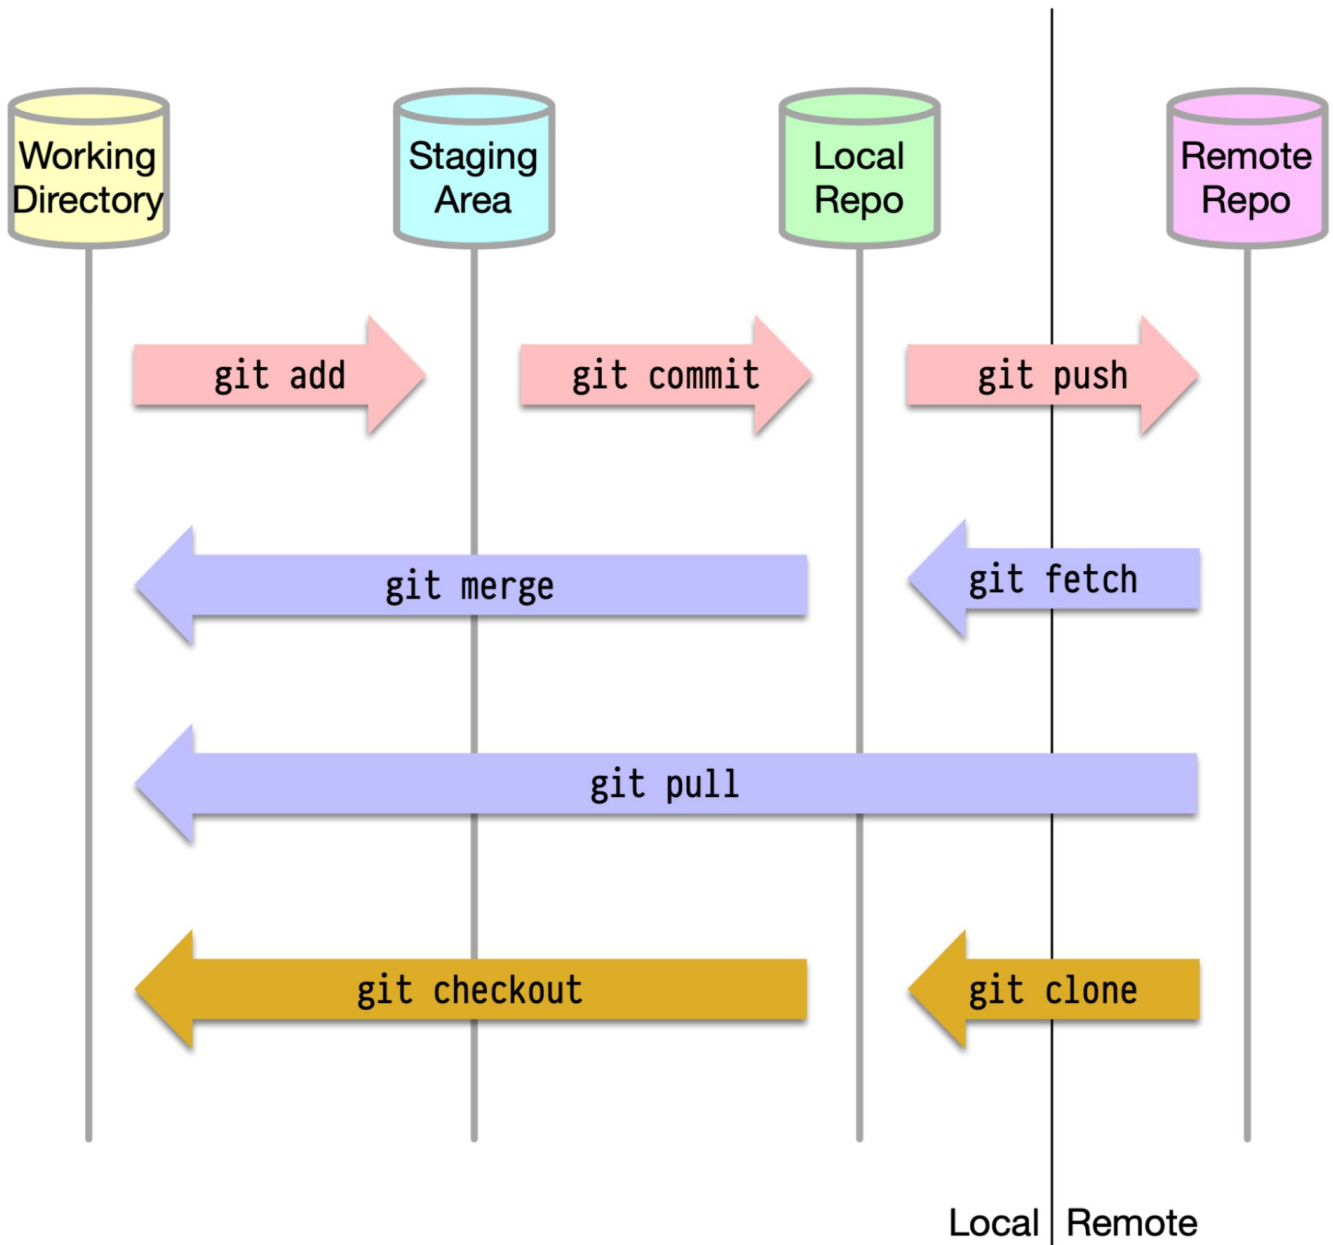 Working
Directory
Staging
Area
Local
Repo
Remote
Repo
git add
git commit
git push
git merge
git fetch
git pull
git checkout
git clone
Local
Remote